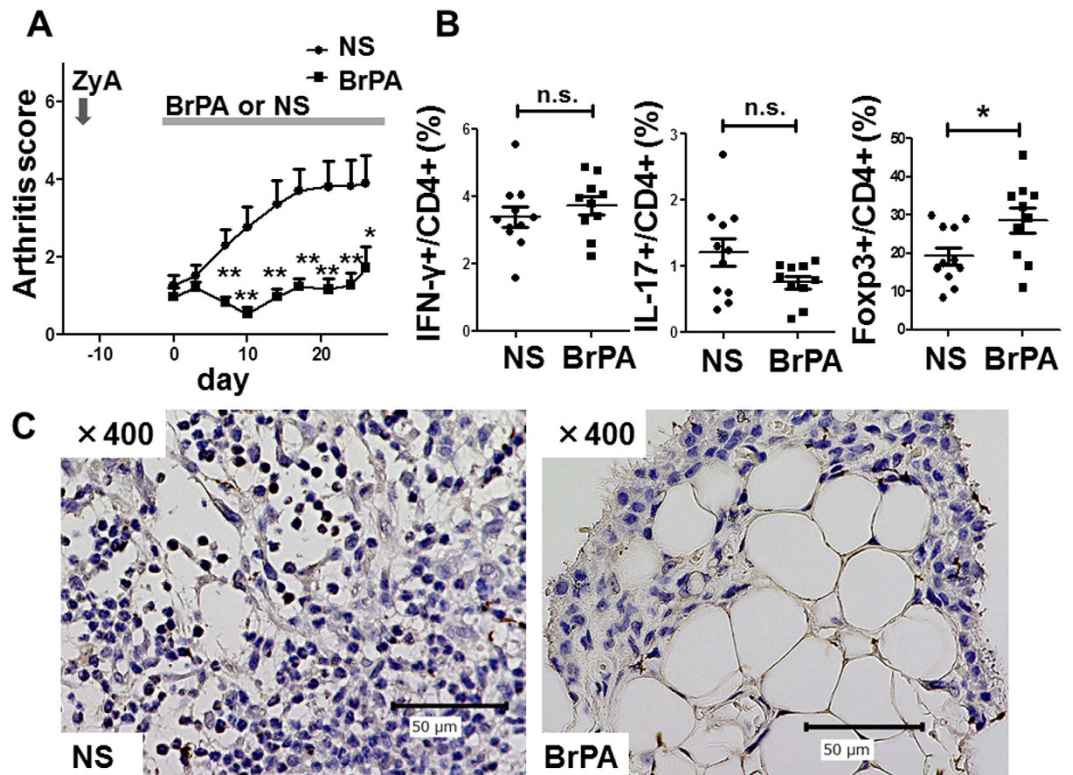 A
NS
BrPA
ZyA
BrPA or NS
Arthritis score
6
4
2
0
-10
0
10
20
day
**
**
**
**
**
**
*
B
n.s.
IFN-γ+/CD4+ (%)
6
4
2
0
NS
BrPA
n.s.
IL-17+/CD4+ (%)
3
2
1
0
NS
BrPA
*
Foxp3+/CD4+ (%)
50
40
30
20
10
0
NS
BrPA
C
×400
50 µm
NS
×400
50 µm
BrPA